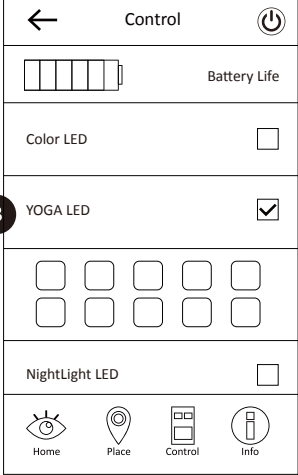 Control
Battery Life
Color LED
YOGA LED
NightLight LED
Home Place Control Info